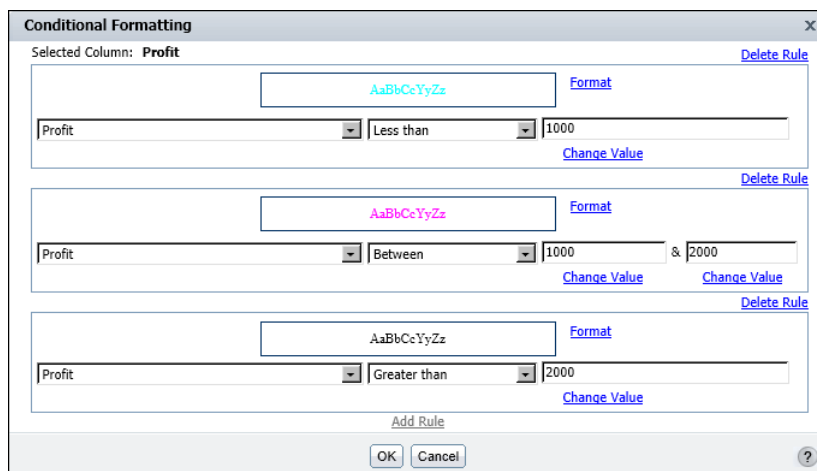 Conditional Formatting x
Selected Column: Profit
Delete Rule
AaBbCcYyZz Format
Profit Less than 1000
Change Value
Delete Rule
AaBbCcYyZz Format
Profit Between 1000 & 2000
Change Value Change Value
Delete Rule
AaBbCcYyZz Format
Profit Greater than 2000
Change Value
Add Rule
OK Cancel ?